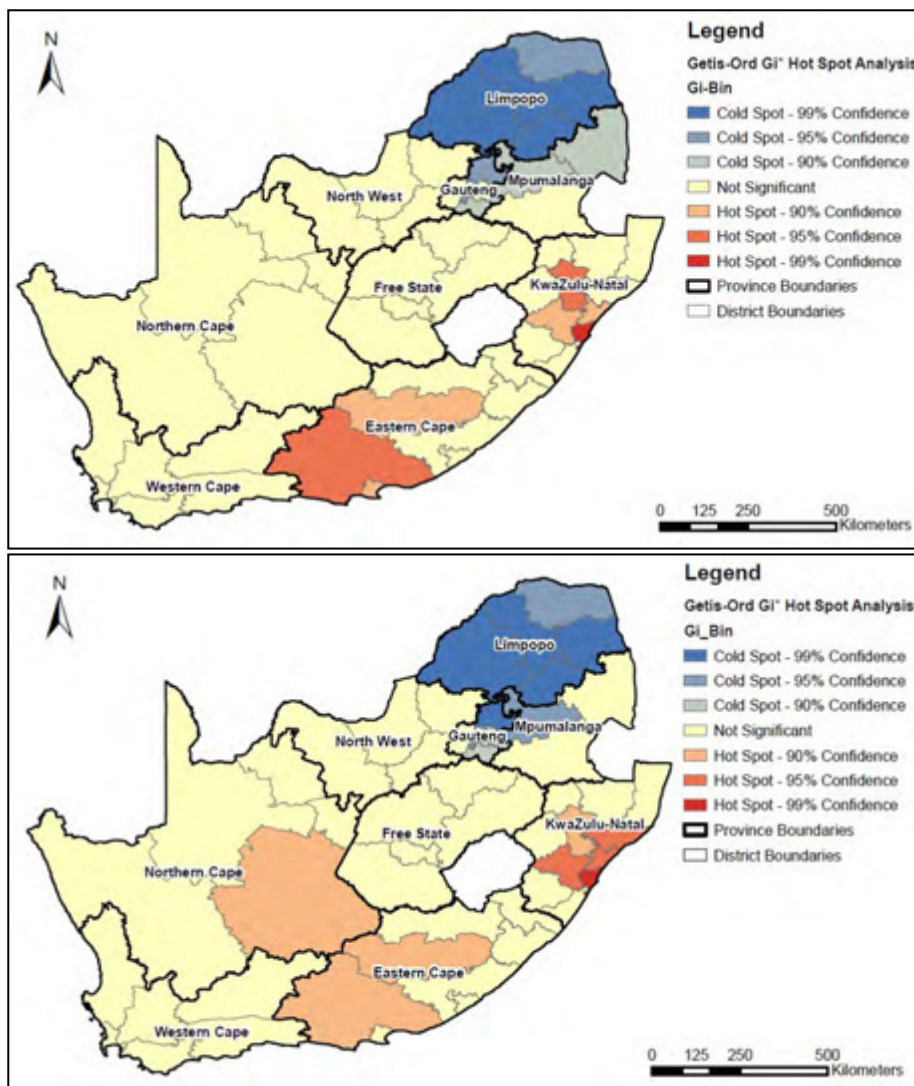 N
Limpopo
North West
Gauteng
Mpumalanga
Free State
KwaZulu-Natal
Northern Cape
Eastern Cape
Western Cape
Legend
Getis-Ord Gi* Hot Spot Analysis
Gi-Bin
Cold Spot - 99% Confidence
Cold Spot - 95% Confidence
Cold Spot - 90% Confidence
Not Significant
Hot Spot - 90% Confidence
Hot Spot - 95% Confidence
Hot Spot - 99% Confidence
Province Boundaries
District Boundaries
0 125 250 500
Kilometers
N
Limpopo
North West
Gauteng
Mpumalanga
Free State
KwaZulu-Natal
Northern Cape
Eastern Cape
Western Cape
Legend
Getis-Ord Gi* Hot Spot Analysis
Gi_Bin
Cold Spot - 99% Confidence
Cold Spot - 95% Confidence
Cold Spot - 90% Confidence
Not Significant
Hot Spot - 90% Confidence
Hot Spot - 95% Confidence
Hot Spot - 99% Confidence
Province Boundaries
District Boundaries
0 125 250 500
Kilometers